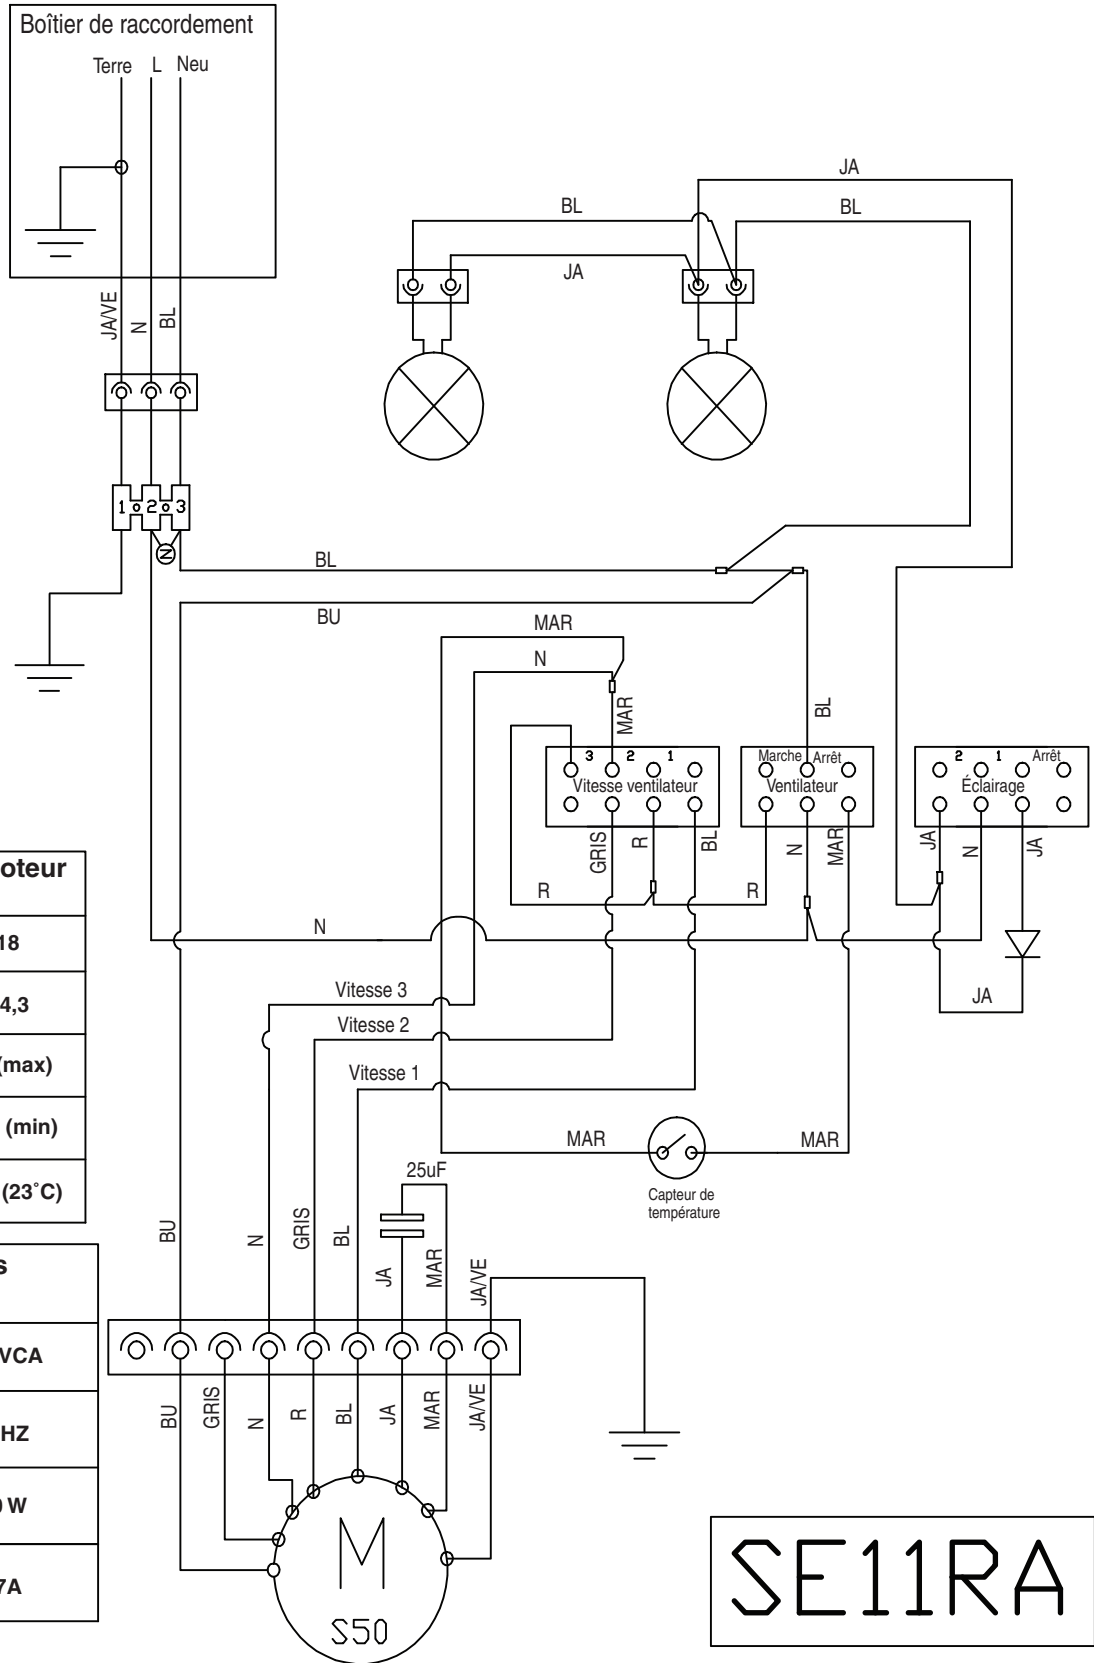 Boîtier de raccordement
Terre L Neu
JA/VE N BL
1 2 3
N
JA
BL
BL
JA
BL
BU
MAR
N
MAR
BL
3 2 1
Vitesse ventilateur
Marche Arrêt
Ventilateur
2 1 Arrêt
Éclairage
GRIS R BL
N MAR
JA N JA
R R
N
JA
Vitesse 3
Vitesse 2
Vitesse 1
MAR MAR
Capteur de
température
25uF
BU N GRIS BL JA MAR JA/VE
BU GRIS N R BL JA MAR JA/VE
M
S50
oteur
18
4,3
(max)
(min)
(23˚C)
s
VCA
HZ
W
7A
SE11RA